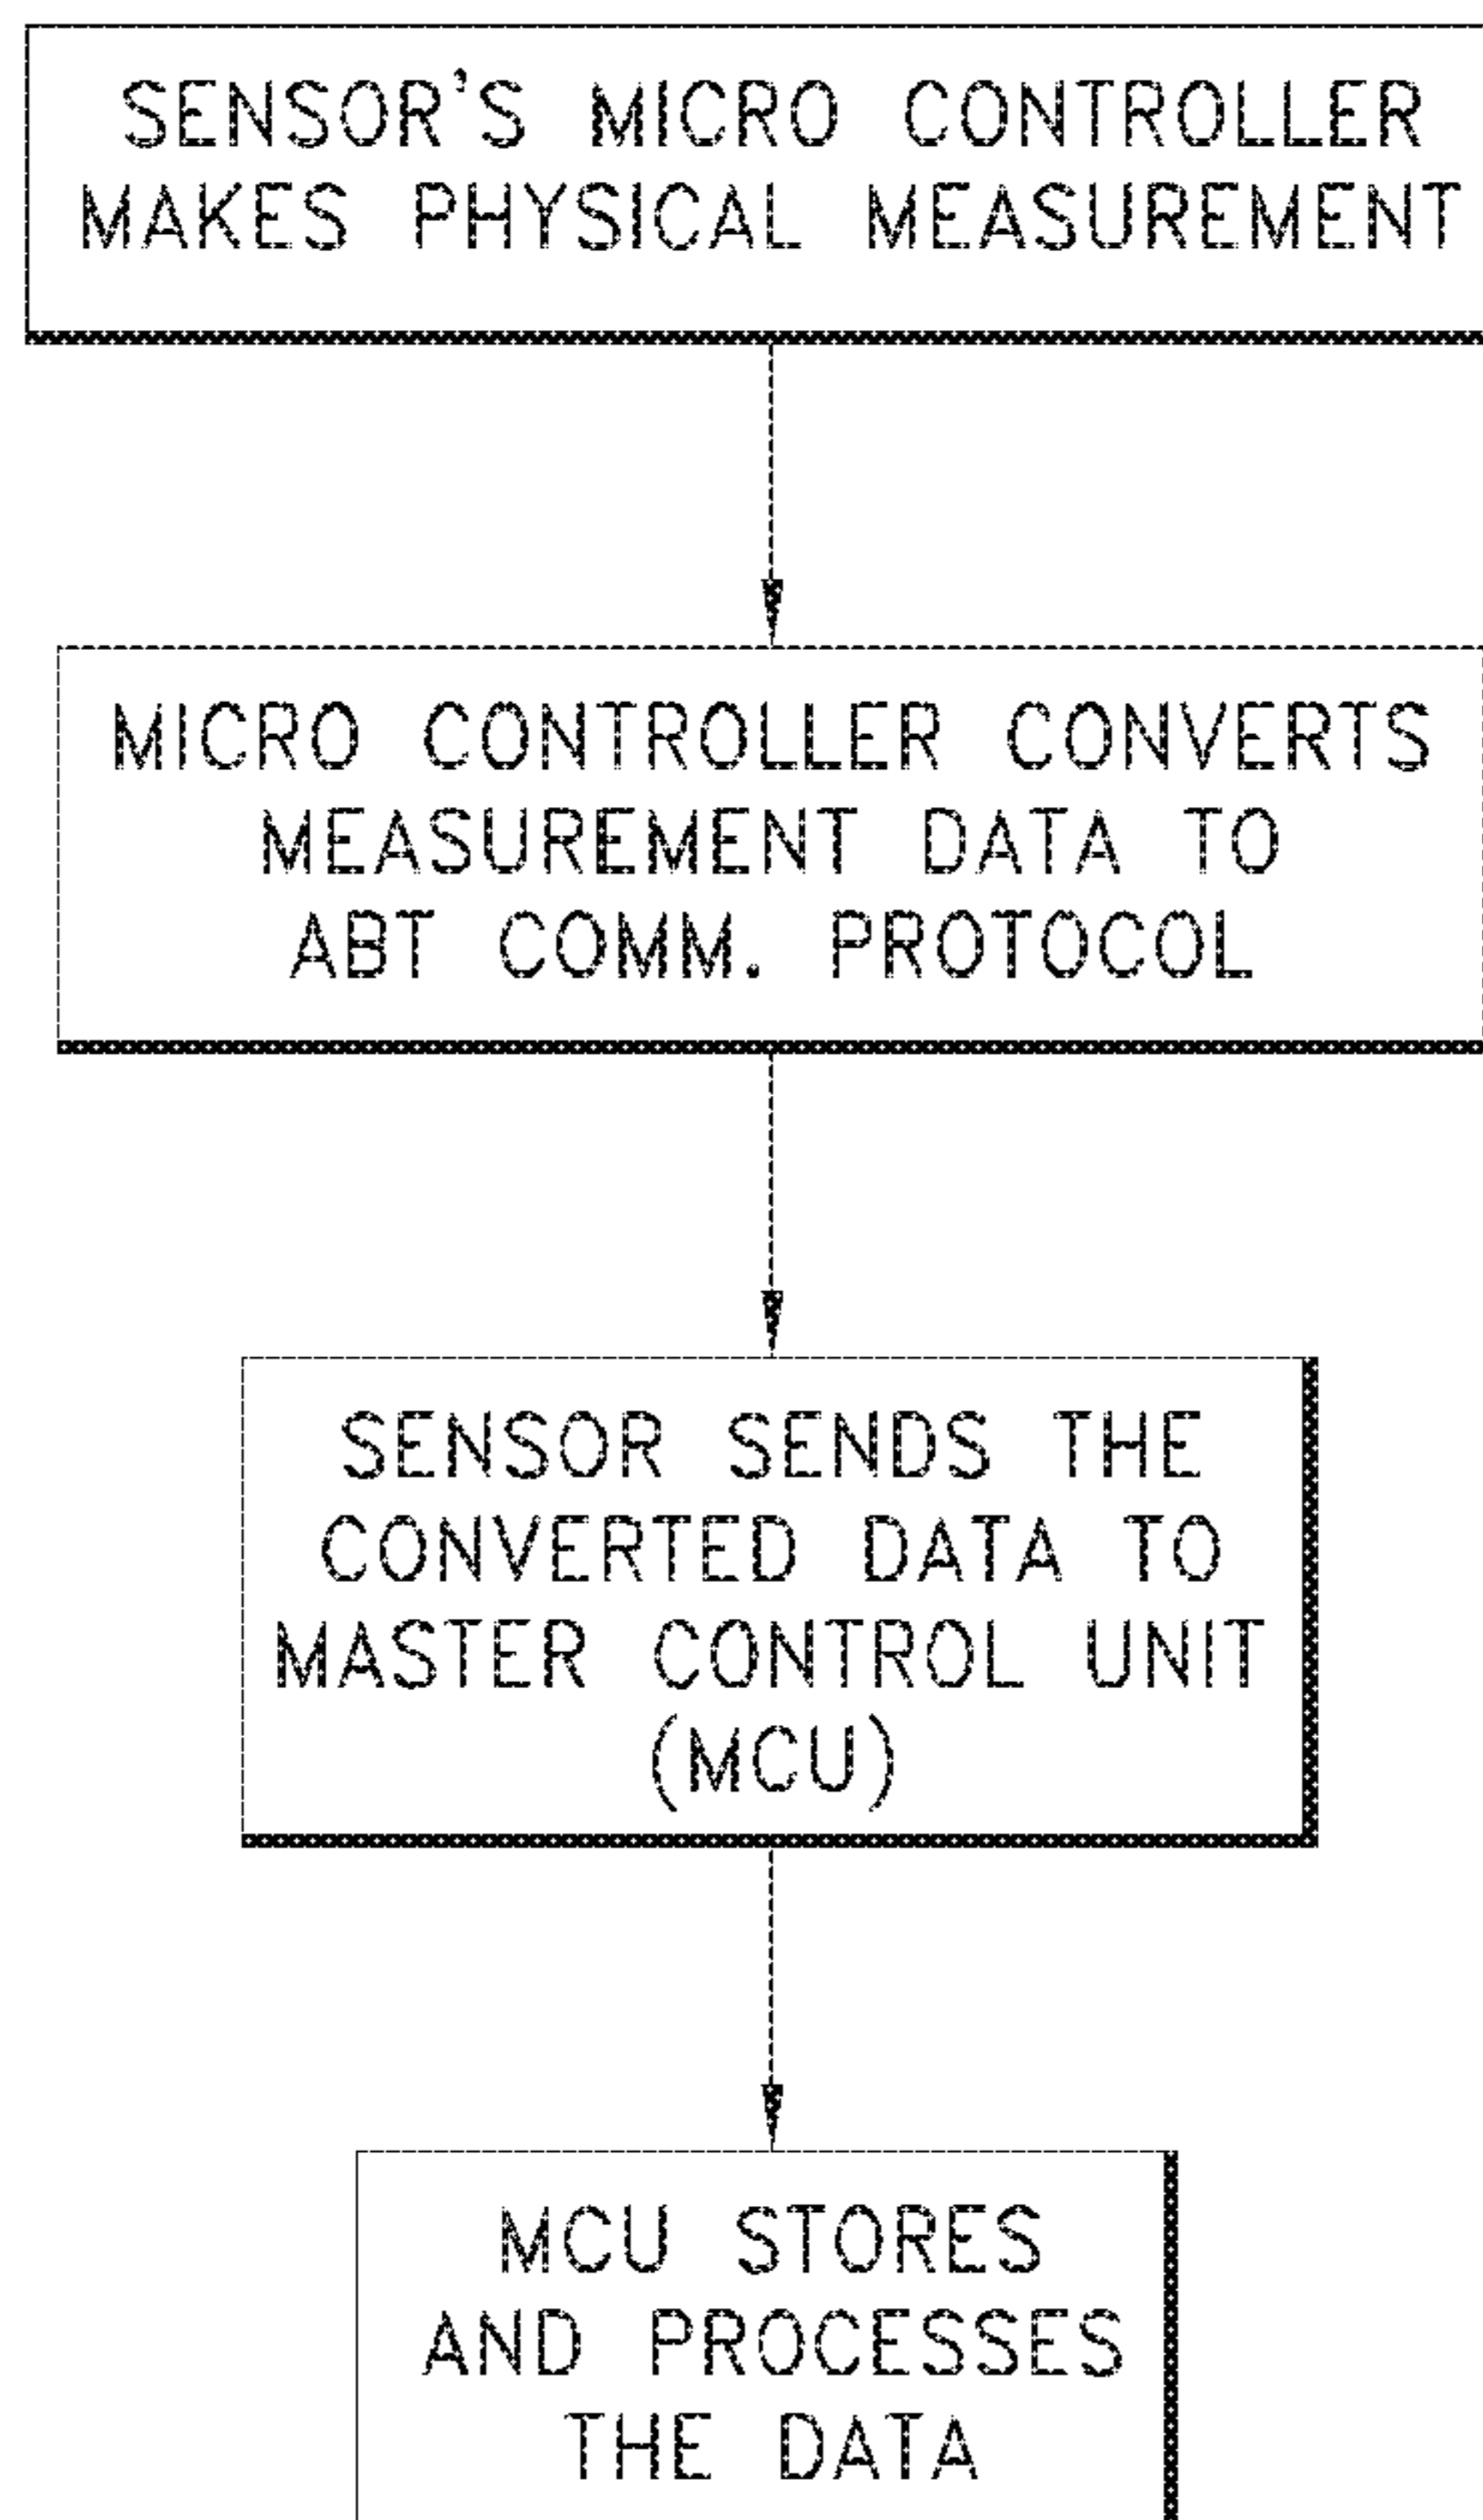 SENSOR'S MICRO CONTROLLER
MAKES PHYSICAL MEASUREMENT
MICRO CONTROLLER CONVERTS
MEASUREMENT DATA TO
ABT COMM. PROTOCOL
SENSOR SENDS THE
CONVERTED DATA TO
MASTER CONTROL UNIT
(MCU)
MCU STORES
AND PROCESSES
THE DATA